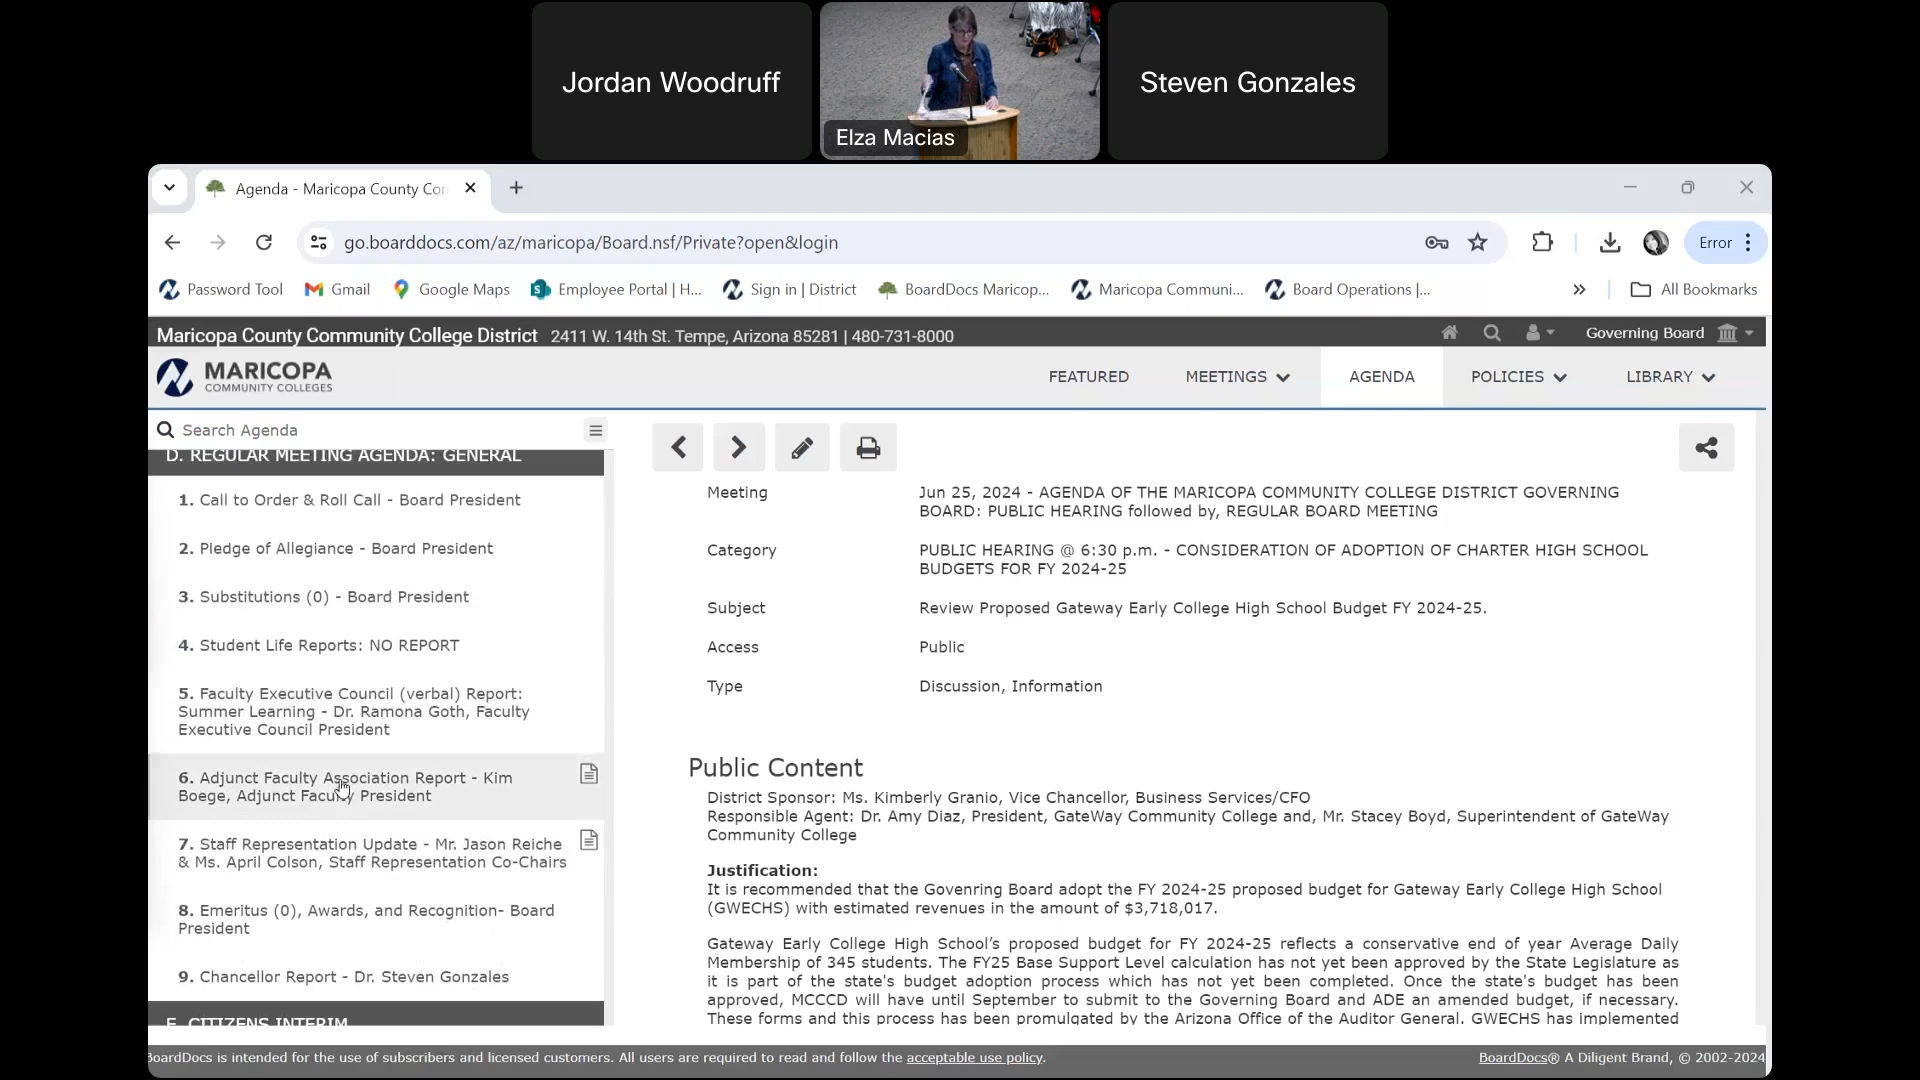 Jordan Woodruff
Elza Macias
Steven Gonzales
Agenda - Maricopa County Co
go.boarddocs.com/az/maricopa/Board.nsf/Private?open&login
Error
Password Tool
Gmail
Google Maps
Employee Portal | H...
Sign in | District
BoardDocs Maricop...
Maricopa Communi...
Board Operations |...
All Bookmarks
Maricopa County Community College District 2411 W. 14th St. Tempe, Arizona 85281 | 480-731-8000
Governing Board
MARICOPA
COMMUNITY COLLEGES
FEATURED
MEETINGS
AGENDA
POLICIES
LIBRARY
Search Agenda
D. REGULAR MEETING AGENDA: GENERAL
1. Call to Order & Roll Call - Board President
2. Pledge of Allegiance - Board President
3. Substitutions (0) - Board President
4. Student Life Reports: NO REPORT
5. Faculty Executive Council (verbal) Report:
Summer Learning - Dr. Ramona Goth, Faculty
Executive Council President
6. Adjunct Faculty Association Report - Kim
Boege, Adjunct Faculty President
7. Staff Representation Update - Mr. Jason Reiche
& Ms. April Colson, Staff Representation Co-Chairs
8. Emeritus (0), Awards, and Recognition- Board
President
9. Chancellor Report - Dr. Steven Gonzales
E. CITIZENS INTERIM
Meeting
Jun 25, 2024 - AGENDA OF THE MARICOPA COMMUNITY COLLEGE DISTRICT GOVERNING
BOARD: PUBLIC HEARING followed by, REGULAR BOARD MEETING
Category
PUBLIC HEARING @ 6:30 p.m. - CONSIDERATION OF ADOPTION OF CHARTER HIGH SCHOOL
BUDGETS FOR FY 2024-25
Subject
Review Proposed Gateway Early College High School Budget FY 2024-25.
Access
Public
Type
Discussion, Information
Public Content
District Sponsor: Ms. Kimberly Granio, Vice Chancellor, Business Services/CFO
Responsible Agent: Dr. Amy Diaz, President, GateWay Community College and, Mr. Stacey Boyd, Superintendent of GateWay
Community College
Justification:
It is recommended that the Govenring Board adopt the FY 2024-25 proposed budget for Gateway Early College High School
(GWECHS) with estimated revenues in the amount of $3,718,017.
Gateway Early College High School’s proposed budget for FY 2024-25 reflects a conservative end of year Average Daily
Membership of 345 students. The FY25 Base Support Level calculation has not yet been approved by the State Legislature as
it is part of the state's budget adoption process which has not yet been completed. Once the state's budget has been
approved, MCCCD will have until September to submit to the Governing Board and ADE an amended budget, if necessary.
These forms and this process has been promulgated by the Arizona Office of the Auditor General. GWECHS has implemented
BoardDocs is intended for the use of subscribers and licensed customers. All users are required to read and follow the acceptable use policy.
BoardDocs® A Diligent Brand, © 2002-2024